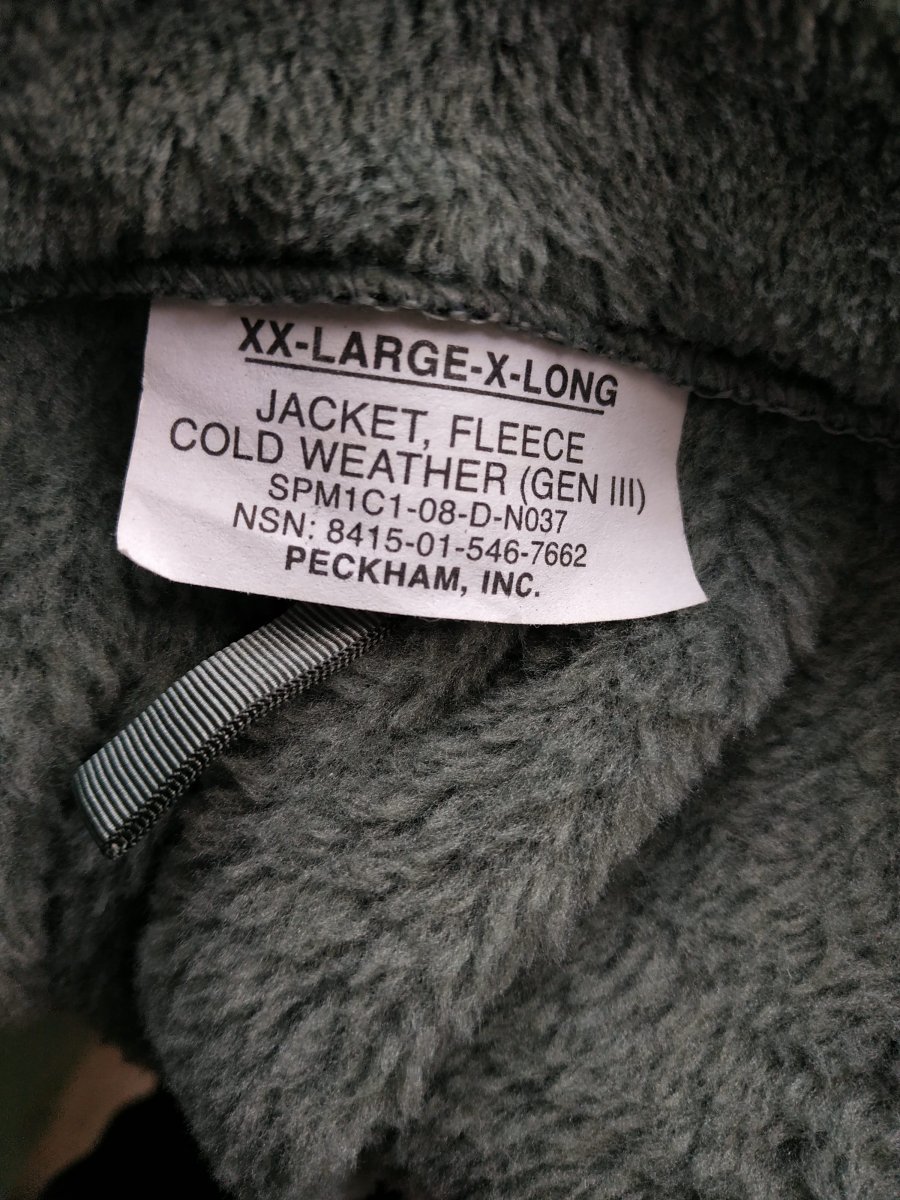 XX-LARGE-X-LONG
JACKET, FLEECE
COLD WEATHER (GEN III)
SPM1C1-08-D-N037
NSN: 8415-01-546-7662
PECKHAM, INC.